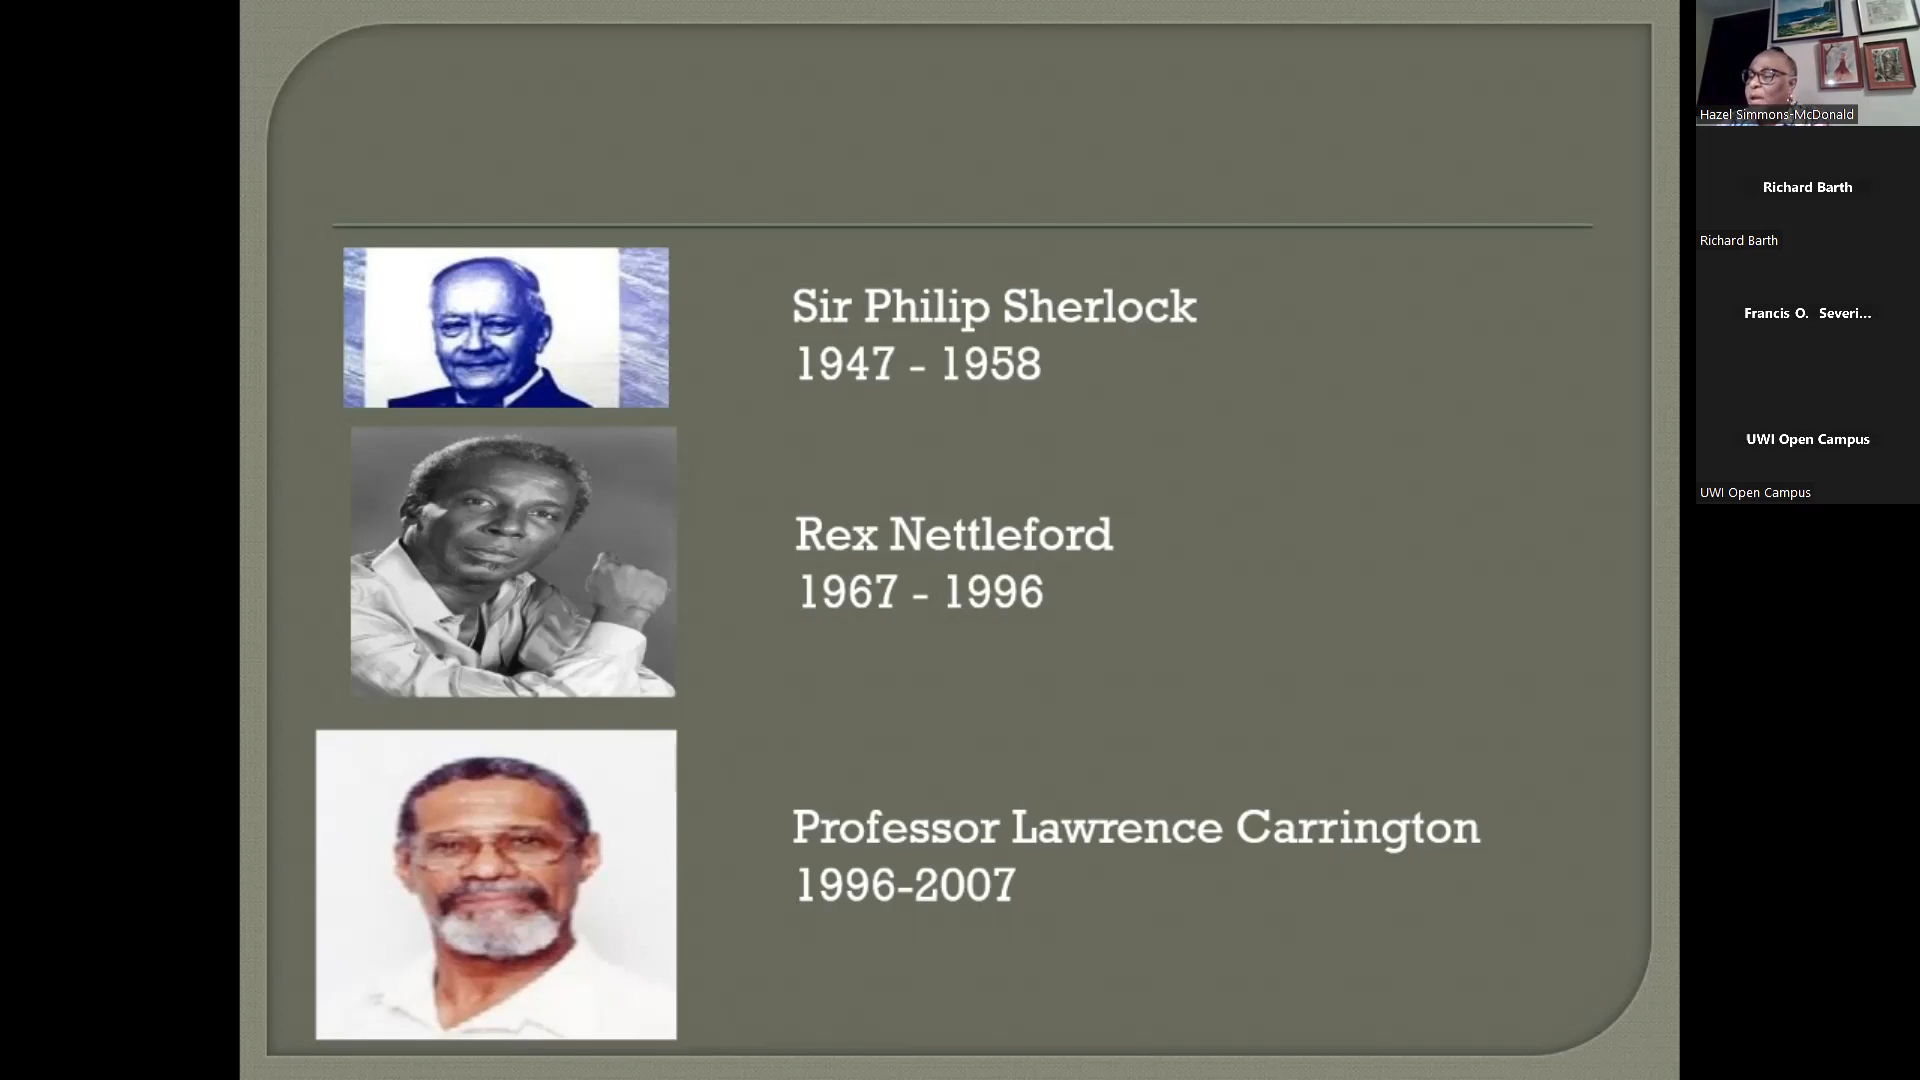 Sir Philip Sherlock
1947 - 1958
Rex Nettleford
1967 - 1996
Professor Lawrence Carrington
1996-2007
Hazel Simmons-McDonald
Richard Barth
Richard Barth
Francis O. Severi...
UWI Open Campus
UWI Open Campus